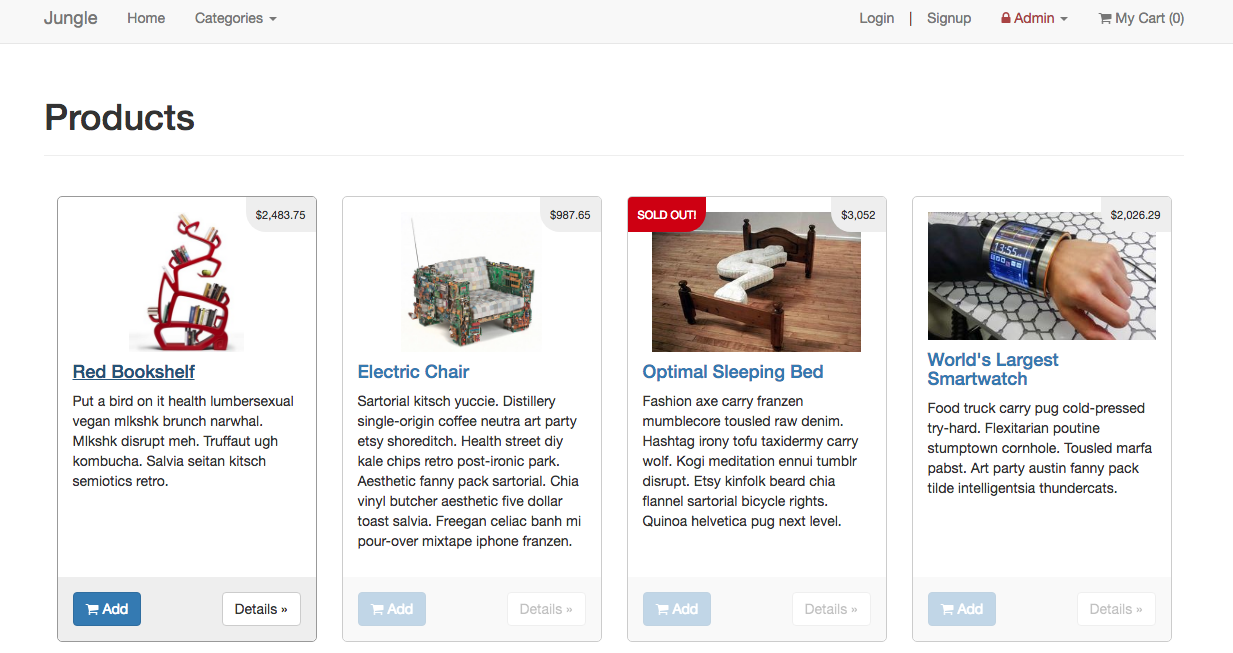 Jungle Home Categories Login | Signup Admin My Cart (0)
Products
$2,483.75
Red Bookshelf
Put a bird on it health lumbersexual
vegan mlkshk brunch narwhal.
Mlkshk disrupt meh. Truffaut ugh
kombucha. Salvia seitan kitsch
semiotics retro.
Add Details »
$987.65
Electric Chair
Sartorial kitsch yuccie. Distillery
single-origin coffee neutra art party
etsy shoreditch. Health street diy
kale chips retro post-ironic park.
Aesthetic fanny pack sartorial. Chia
vinyl butcher aesthetic five dollar
toast salvia. Freegan celiac banh mi
pour-over mixtape iphone franzen.
Add Details »
SOLD OUT! $3,052
Optimal Sleeping Bed
Fashion axe carry franzen
mumblecore tousled raw denim.
Hashtag irony tofu taxidermy carry
wolf. Kogi meditation ennui tumblr
disrupt. Etsy kinfolk beard chia
flannel sartorial bicycle rights.
Quinoa helvetica pug next level.
Add Details »
$2,026.29
13:55
World's Largest
Smartwatch
Food truck carry pug cold-pressed
try-hard. Flexitarian poutine
stumptown cornhole. Tousled marfa
pabst. Art party austin fanny pack
tilde intelligentsia thundercats.
Add Details »